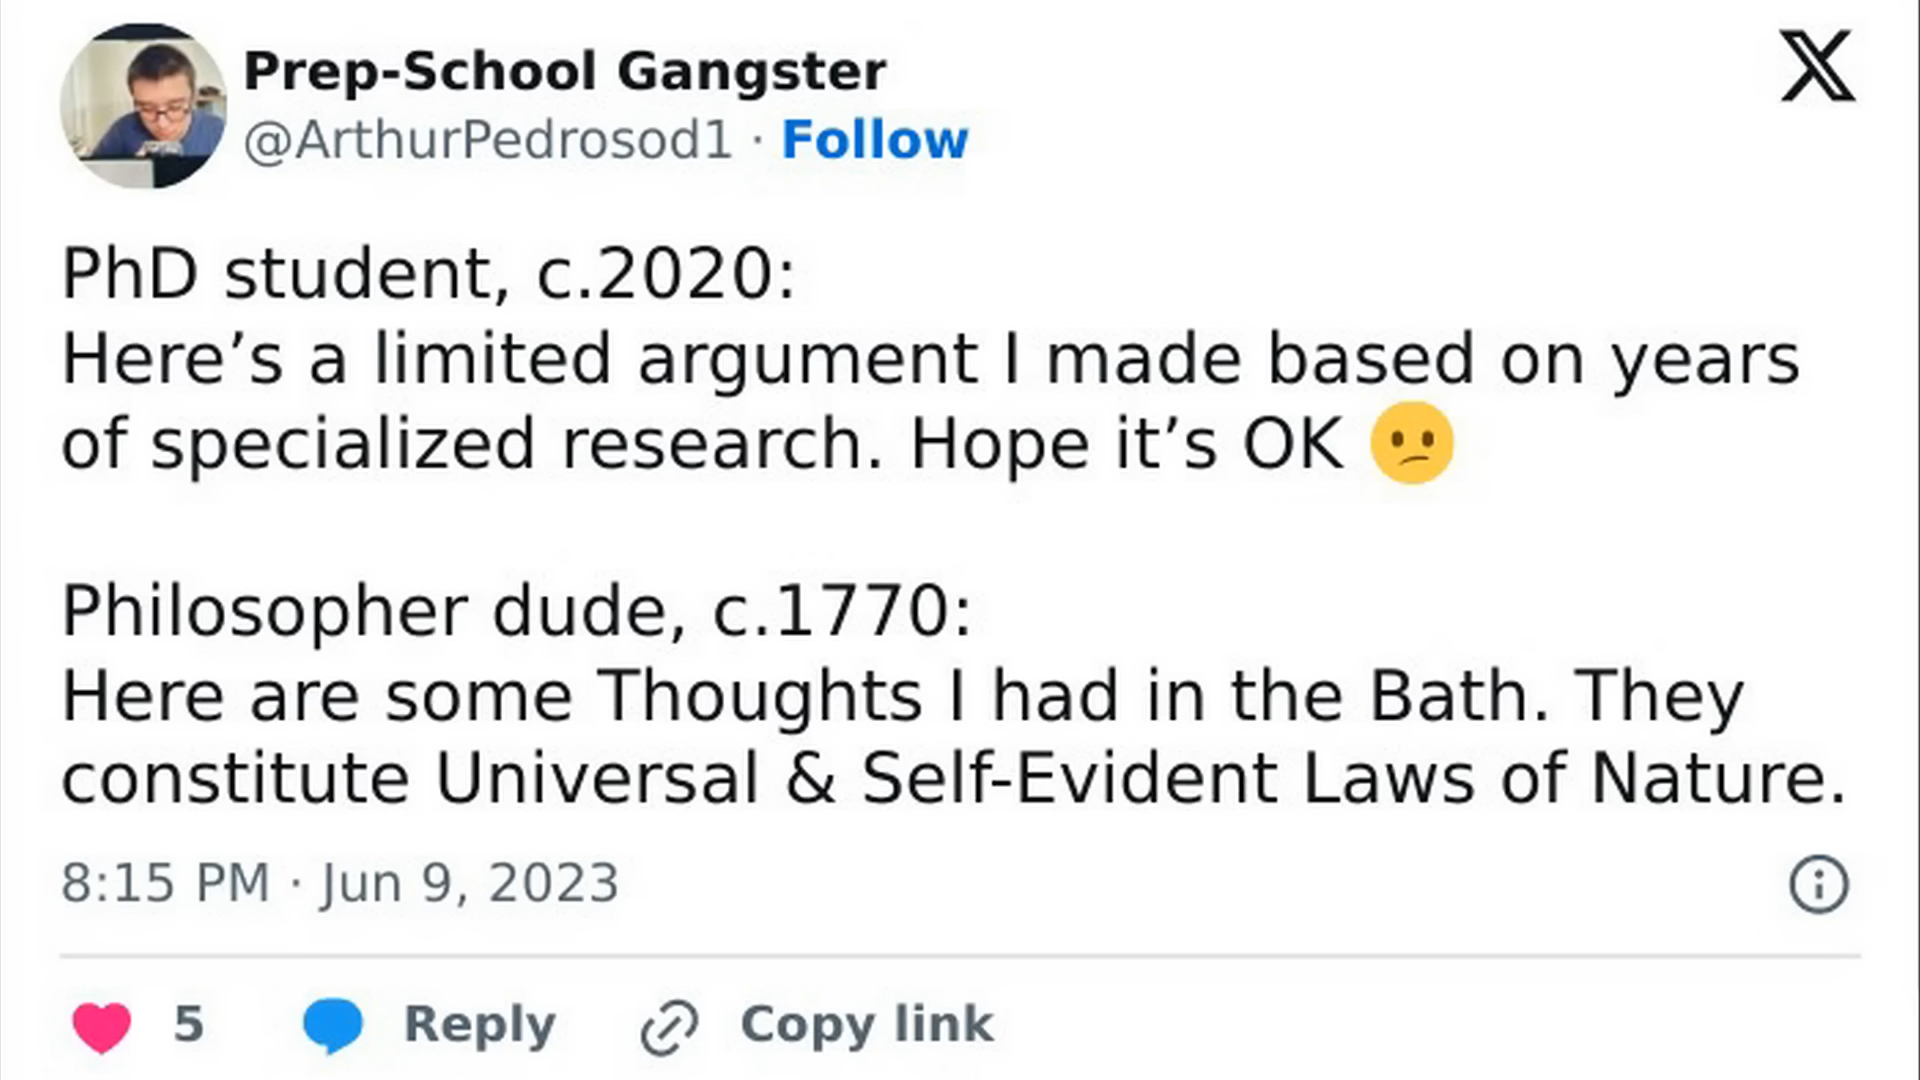 Prep-School Gangster
@ArthurPedrosod1 · Follow
PhD student, c.2020:
Here’s a limited argument I made based on years
of specialized research. Hope it’s OK 🫤
Philosopher dude, c.1770:
Here are some Thoughts I had in the Bath. They
constitute Universal & Self-Evident Laws of Nature.
8:15 PM · Jun 9, 2023
5 Reply Copy link